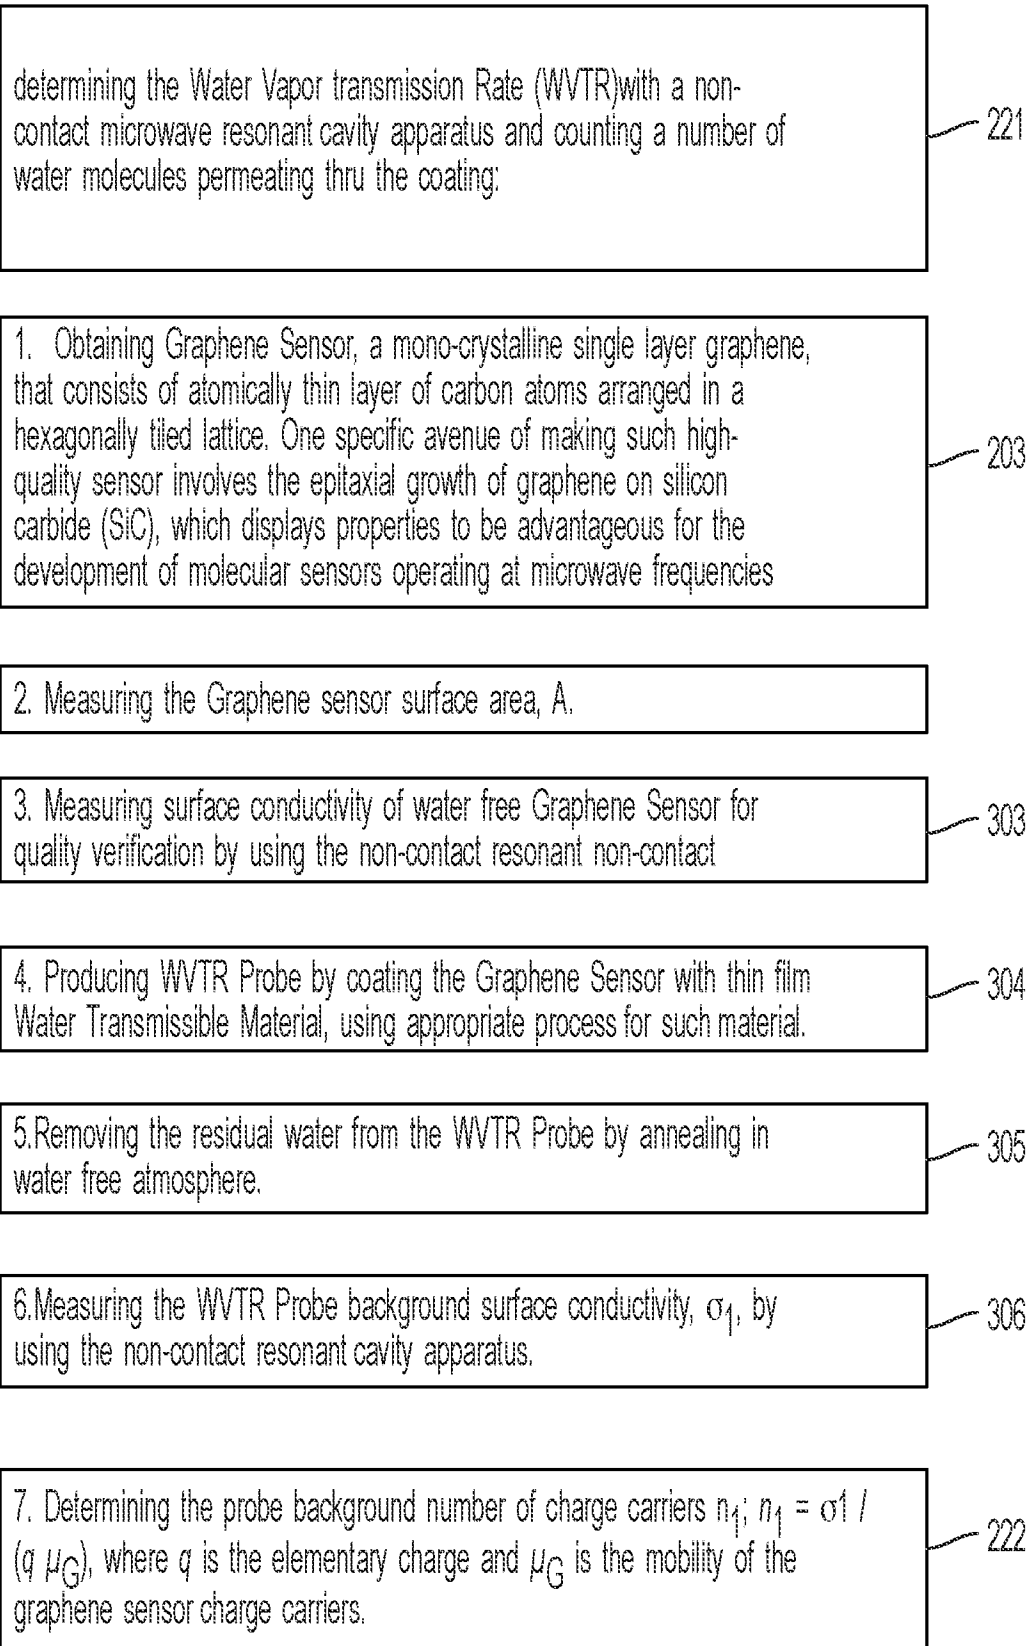 determining the Water Vapor transmission Rate (WVTR)with a non-
contact microwave resonant cavity apparatus and counting a number of
water molecules permeating thru the coating:
221
1. Obtaining Graphene Sensor, a mono-crystalline single layer graphene,
that consists of atomically thin layer of carbon atoms arranged in a
hexagonally tiled lattice. One specific avenue of making such high-
quality sensor involves the epitaxial growth of graphene on silicon
carbide (SiC), which displays properties to be advantageous for the
development of molecular sensors operating at microwave frequencies
203
2. Measuring the Graphene sensor surface area, A.
3. Measuring surface conductivity of water free Graphene Sensor for
quality verification by using the non-contact resonant non-contact
303
4. Producing WVTR Probe by coating the Graphene Sensor with thin film
Water Transmissible Material, using appropriate process for such material.
304
5.Removing the residual water from the WVTR Probe by annealing in
water free atmosphere.
305
6.Measuring the WVTR Probe background surface conductivity, σ₁, by
using the non-contact resonant cavity apparatus.
306
7. Determining the probe background number of charge carriers n₁; n₁ = σ1 /
(q μG), where q is the elementary charge and μG is the mobility of the
graphene sensor charge carriers.
222